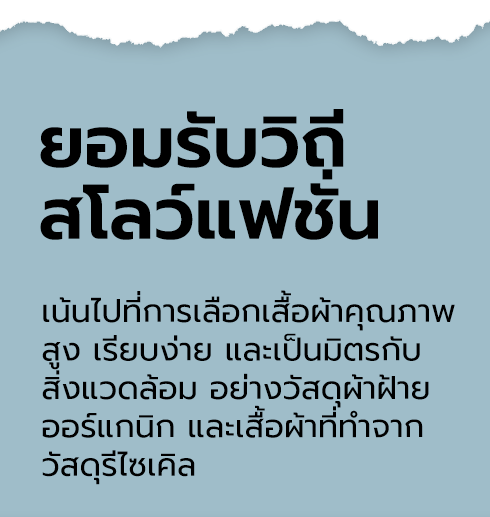 ยอมรับวิถี
สโลว์แฟชั่น
เน้นไปที่การเลือกเสื้อผ้าคุณภาพ
สูง เรียบง่าย และเป็นมิตรกับ
สิ่งแวดล้อม อย่างวัสดุผ้าฝ้าย
ออร์แกนิก และเสื้อผ้าที่ทำจาก
วัสดุรีไซเคิล